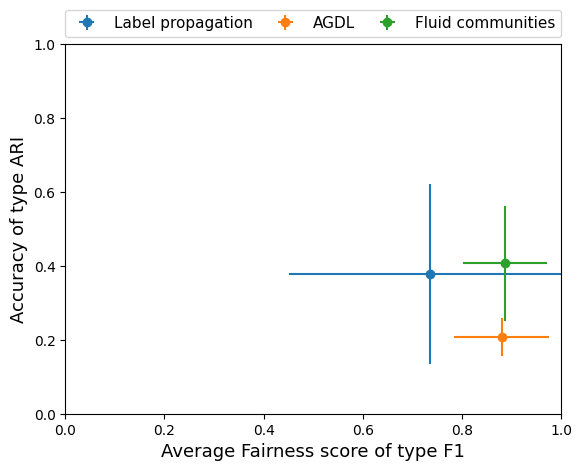 Label propagation AGDL Fluid communities
1.0
0.8
0.6
0.4
0.2
0.0
Accuracy of type ARI
0.0 0.2 0.4 0.6 0.8 1.0
Average Fairness score of type F1